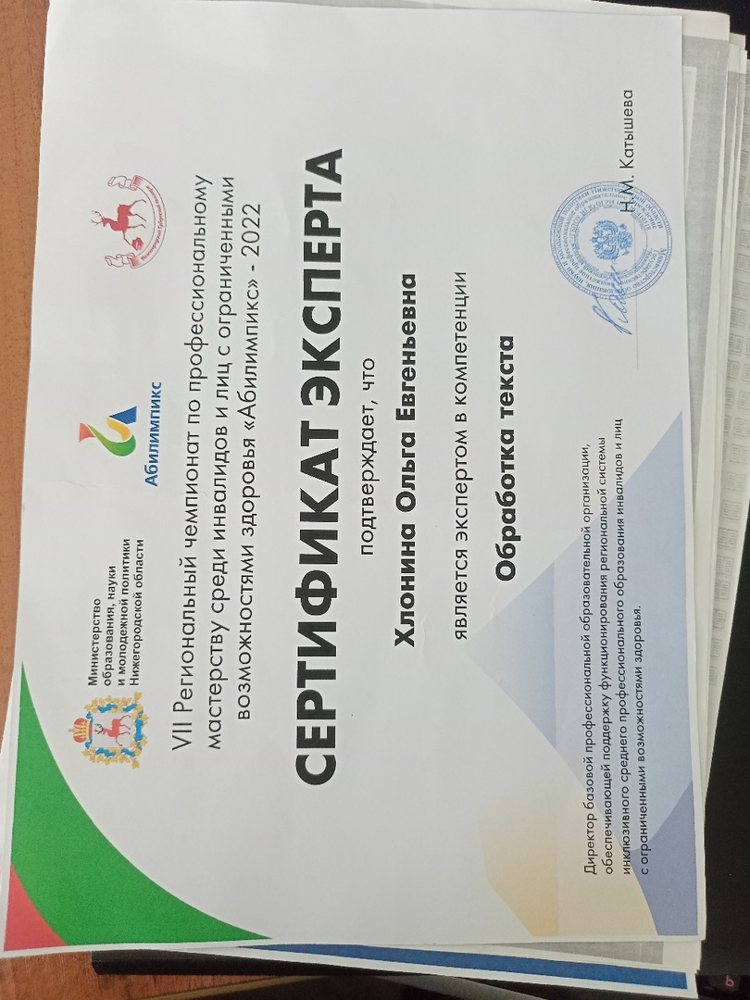 Министерство
образования, науки
и молодежной политики
Нижегородской области
Абилимпикс
VII Региональный чемпионат по профессиональному
мастерству среди инвалидов и лиц с ограниченными
возможностями здоровья «Абилимпикс» - 2022
СЕРТИФИКАТ ЭКСПЕРТА
подтверждает, что
Хлонина Ольга Евгеньевна
является экспертом в компетенции
Обработка текста
Директор базовой профессиональной образовательной организации,
обеспечивающей поддержку функционирования региональной системы
инклюзивного среднего профессионального образования инвалидов и лиц
с ограниченными возможностями здоровья.
Н.М. Катышева